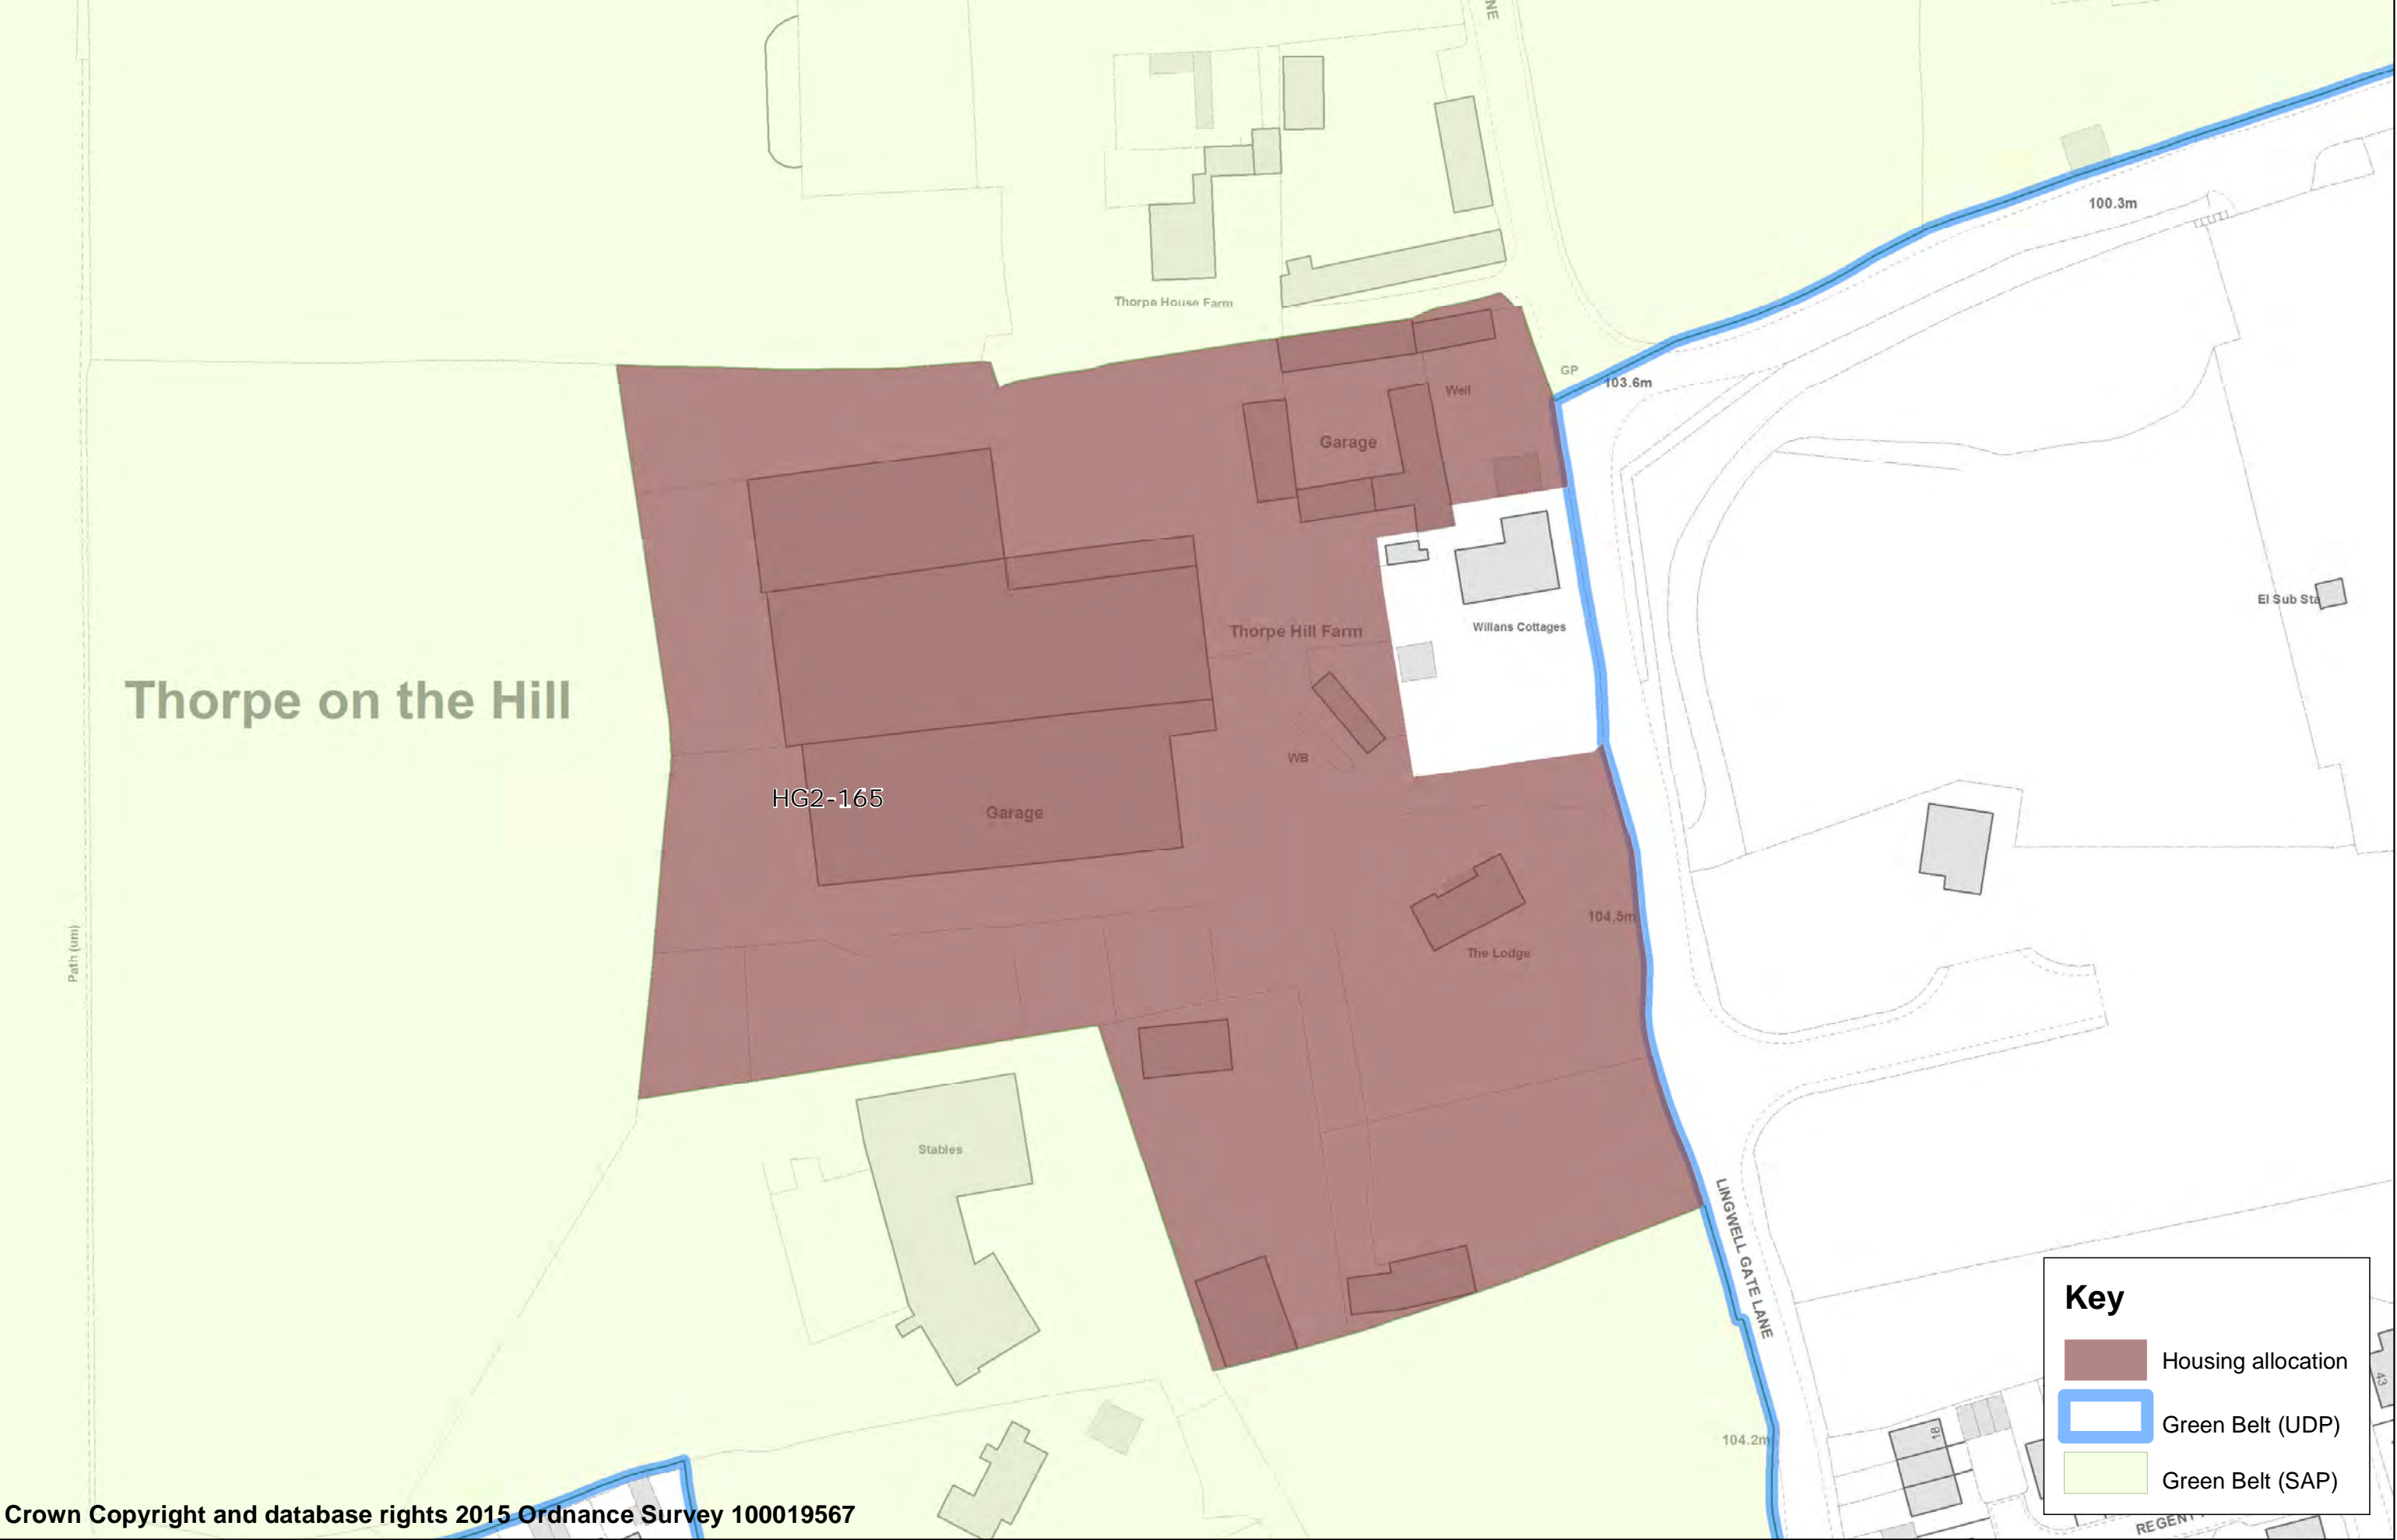 NE
100.3m
Thorpe House Farm
GP
103.6m
Well
Garage
El Sub Sta
Willans Cottages
Thorpe Hill Farm
Thorpe on the Hill
WB
HG2-165
Garage
104.5m
The Lodge
Path (um)
Stables
LINGWELL GATE LANE
Key
Housing allocation
Green Belt (UDP)
Green Belt (SAP)
43
18
104.2m
REGENT
Crown Copyright and database rights 2015 Ordnance Survey 100019567